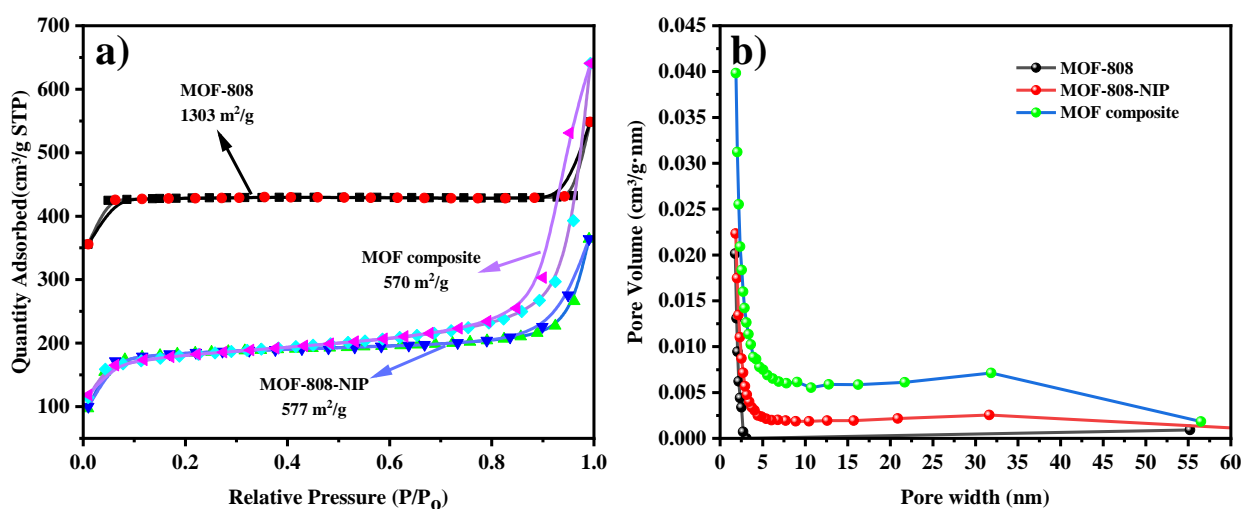 a)
Quantity Adsorbed(cm³/g STP)
700
600
500
400
300
200
100
MOF-808
1303 m²/g
MOF composite
570 m²/g
MOF-808-NIP
577 m²/g
0.0 0.2 0.4 0.6 0.8 1.0
Relative Pressure (P/P₀)
b)
Pore Volume (cm³/g·nm)
0.045
0.040
0.035
0.030
0.025
0.020
0.015
0.010
0.005
0.000
MOF-808
MOF-808-NIP
MOF composite
0 5 10 15 20 25 30 35 40 45 50 55 60
Pore width (nm)